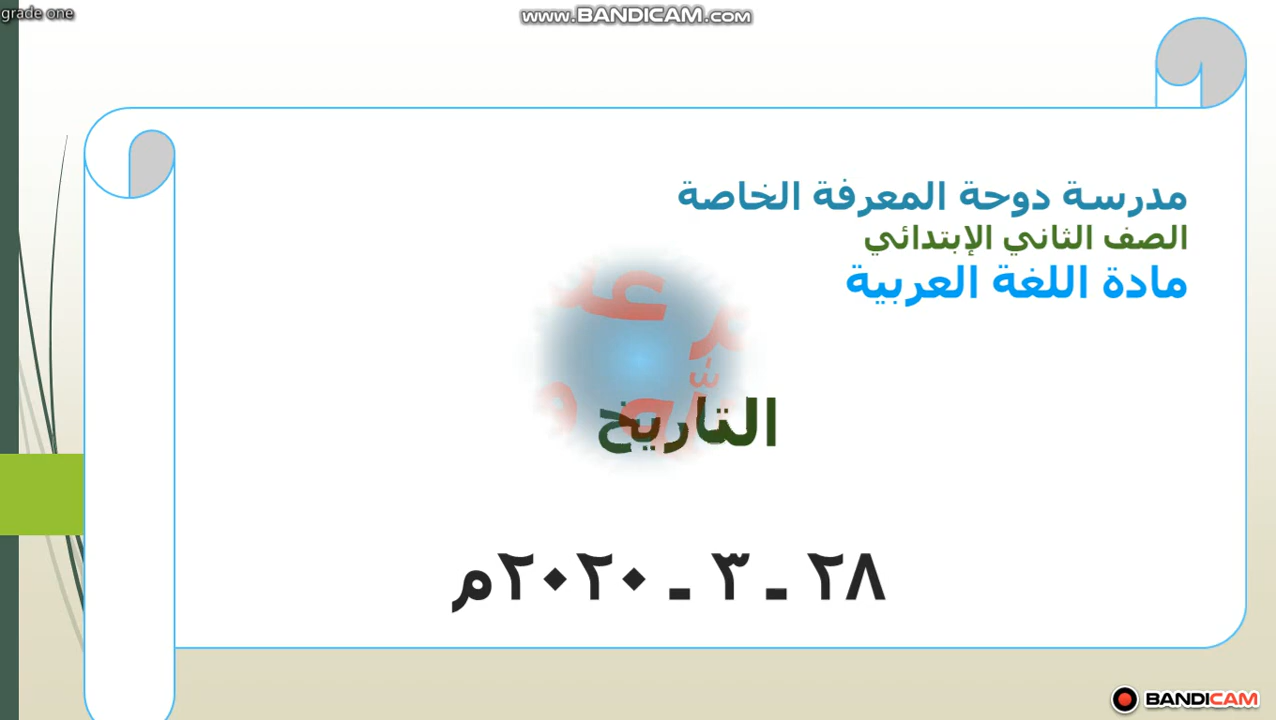 grade one
www.BANDICAM.com
مدرسة دوحة المعرفة الخاصة
الصف الثاني الإبتدائي
مادة اللغة العربية
التاريخ
٢٨ ـ ٣ ـ ٢٠٢٠م
BANDICAM